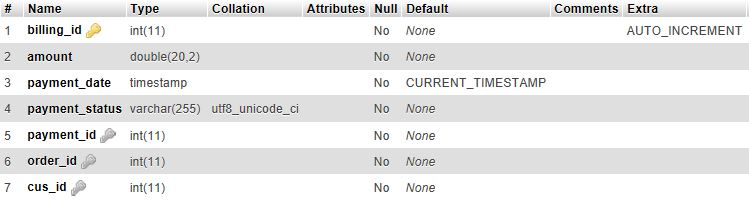 # Name Type Collation Attributes Null Default Comments Extra
1 billing_id int(11) No None AUTO_INCREMENT
2 amount double(20,2) No None
3 payment_date timestamp No CURRENT_TIMESTAMP
4 payment_status varchar(255) utf8_unicode_ci No None
5 payment_id int(11) No None
6 order_id int(11) No None
7 cus_id int(11) No None